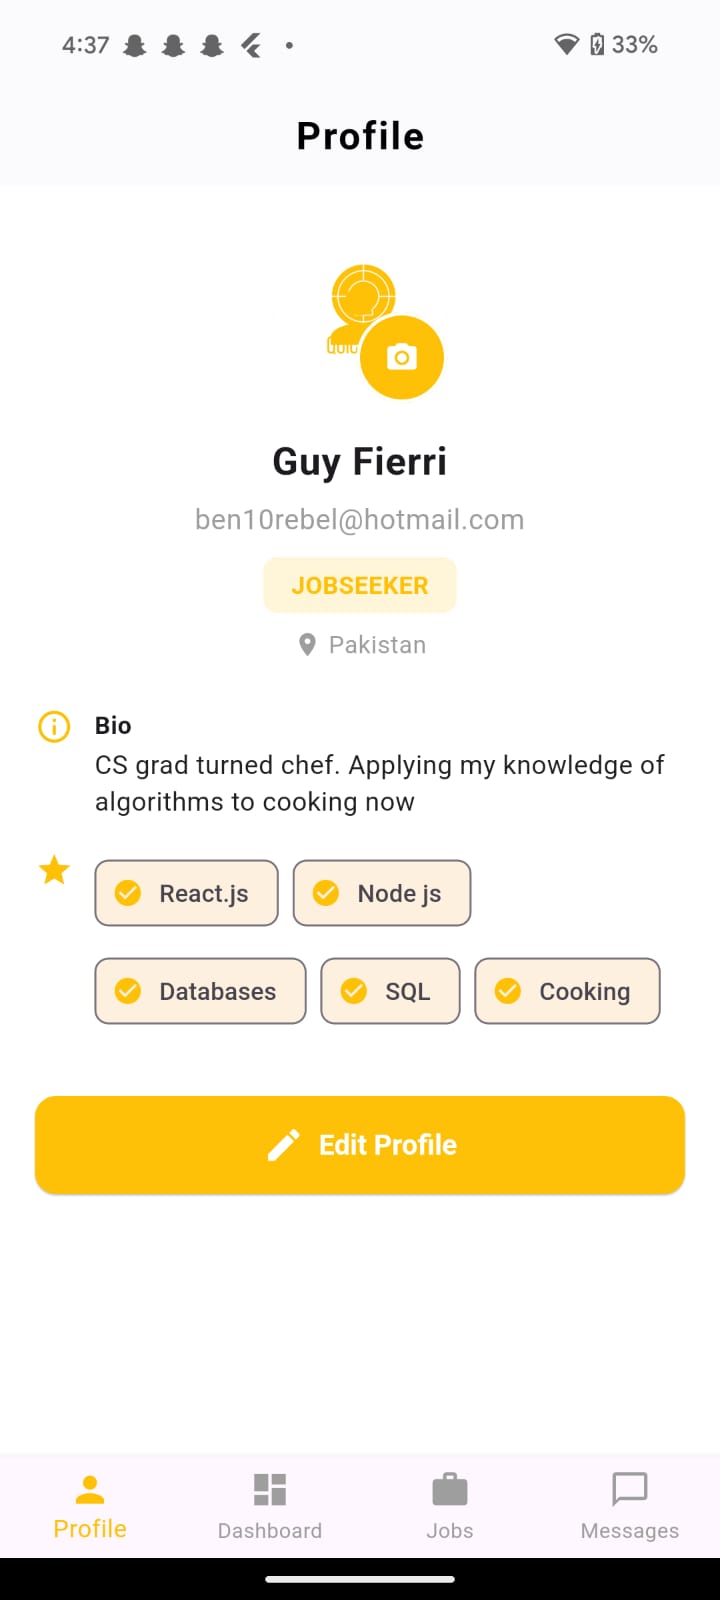 4:37
33%
Profile
Guy Fierri
ben10rebel@hotmail.com
JOBSEEKER
Pakistan
Bio
CS grad turned chef. Applying my knowledge of
algorithms to cooking now
React.js Node js
Databases SQL Cooking
Edit Profile
Profile Dashboard Jobs Messages